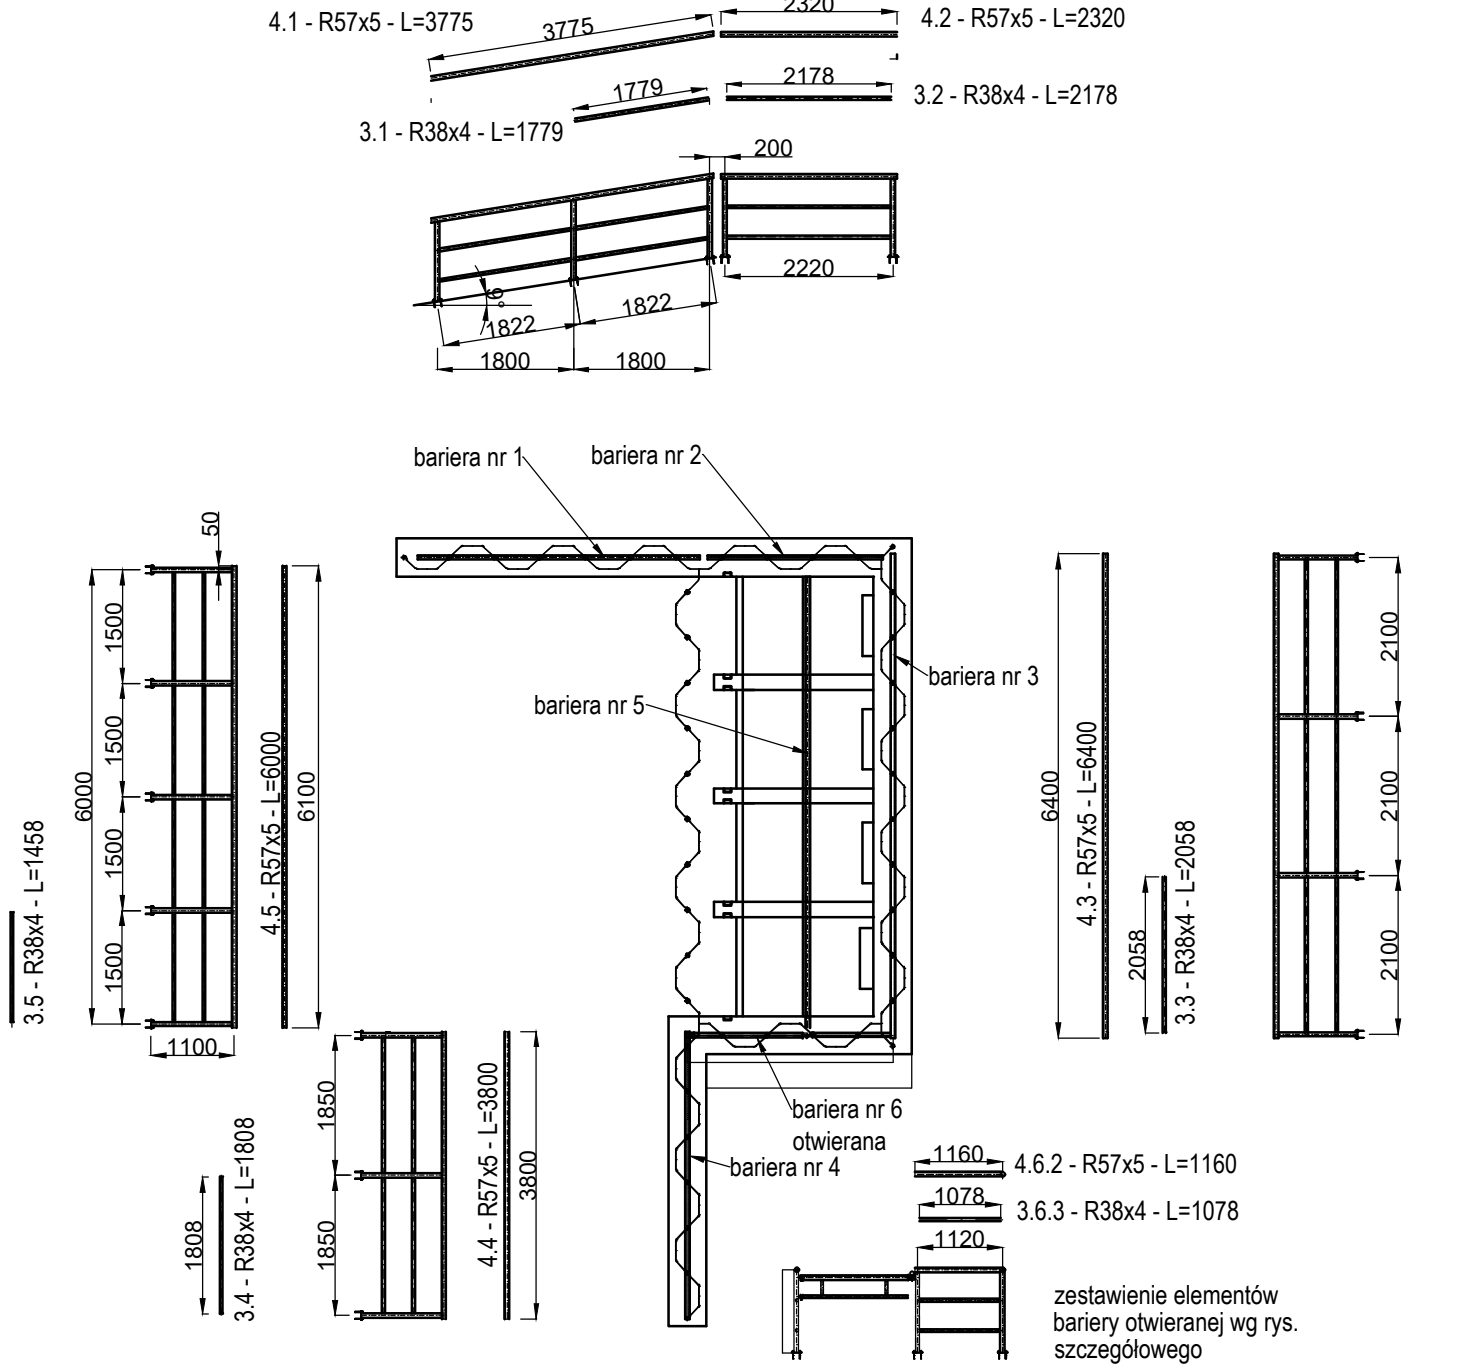 4.1 - R57x5 - L=3775
3775
2320
4.2 - R57x5 - L=2320
1779
2178
3.2 - R38x4 - L=2178
3.1 - R38x4 - L=1779
200
2220
6°
1822
1822
1800
1800
bariera nr 1
bariera nr 2
bariera nr 3
bariera nr 5
50
1500
1500
1500
1500
6000
3.5 - R38x4 - L=1458
4.5 - R57x5 - L=6000
6100
1100
6400
4.3 - R57x5 - L=6400
2058
3.3 - R38x4 - L=2058
2100
2100
2100
1850
1850
1808
3.4 - R38x4 - L=1808
4.4 - R57x5 - L=3800
3800
bariera nr 6
otwierana
bariera nr 4
1160
4.6.2 - R57x5 - L=1160
1078
3.6.3 - R38x4 - L=1078
1120
zestawienie elementów
bariery otwieranej wg rys.
szczegółowego